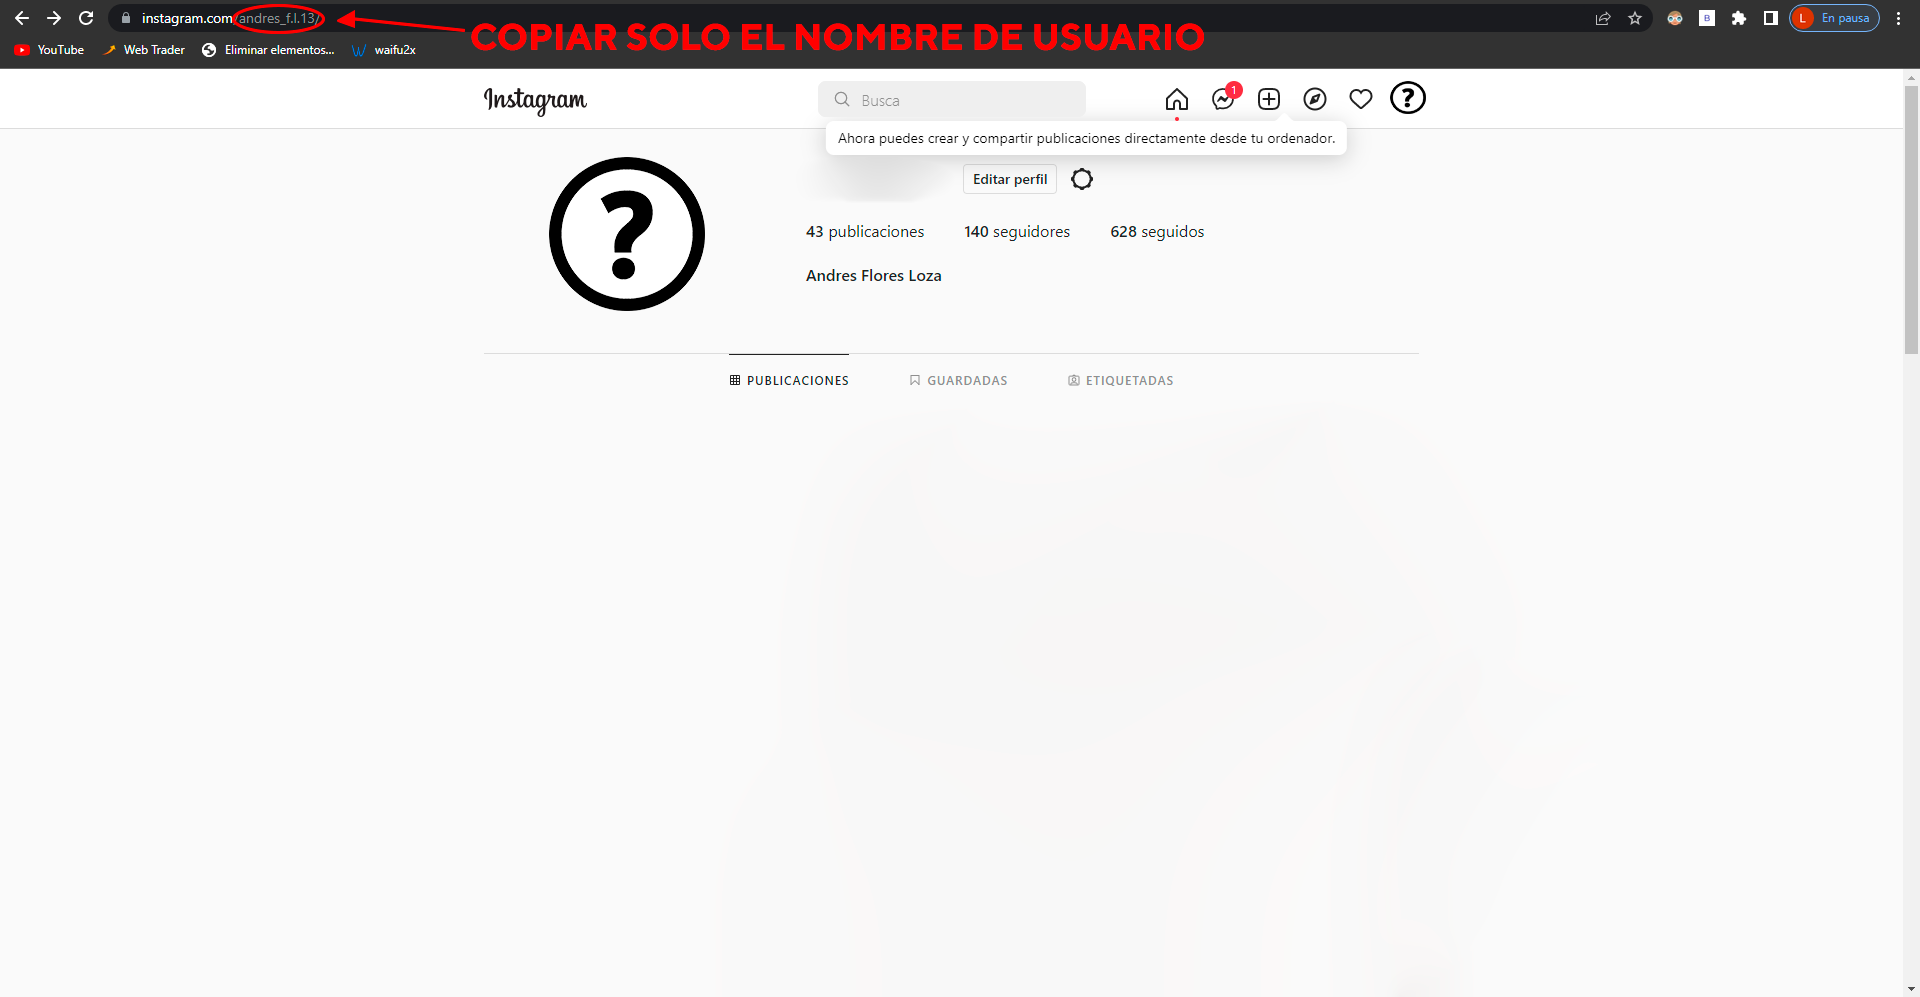 instagram.com/andres_f.l.13/
COPIAR SOLO EL NOMBRE DE USUARIO
B
L
En pausa
YouTube
Web Trader
Eliminar elementos...
W
waifu2x
Instagram
Busca
1
?
Ahora puedes crear y compartir publicaciones directamente desde tu ordenador.
?
Editar perfil
43 publicaciones
140 seguidores
628 seguidos
Andres Flores Loza
PUBLICACIONES
GUARDADAS
ETIQUETADAS